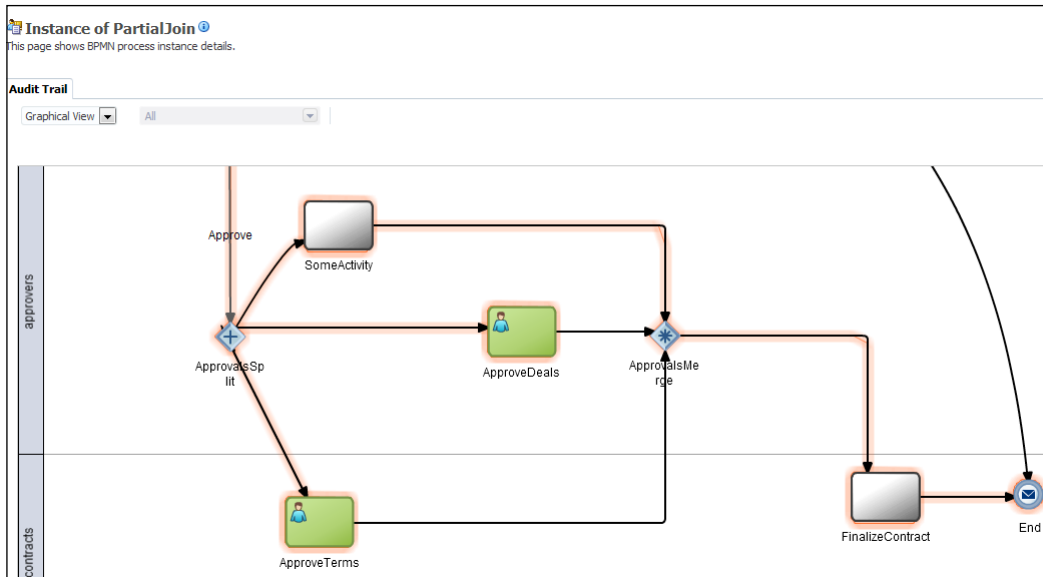 Instance of PartialJoin
This page shows BPMN process instance details.
Audit Trail
Graphical View
All
approvers
Approve
SomeActivity
ApprovalsSp
lit
ApproveDeals
ApprovalsMe
rge
contracts
ApproveTerms
FinalizeContract
End